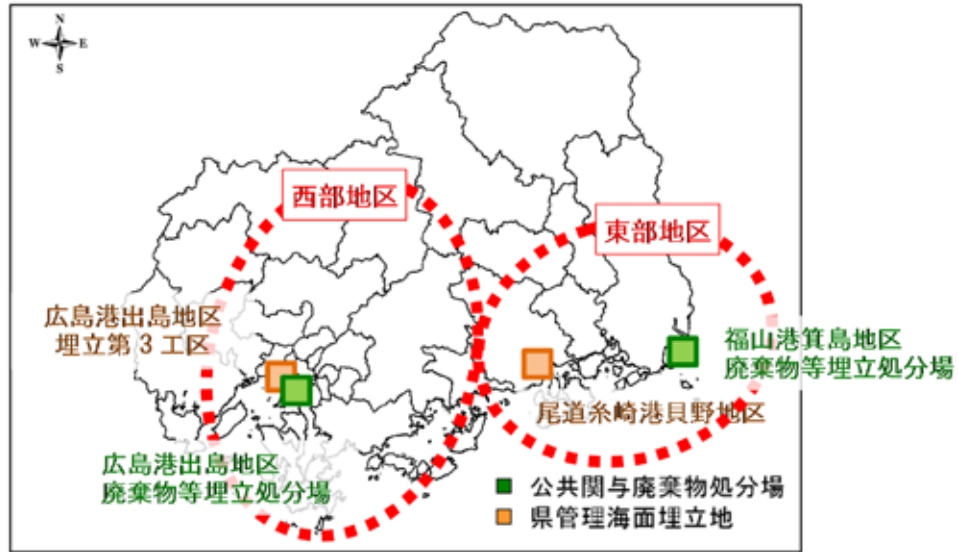 N
W E
S
西部地区
東部地区
広島港出島地区
埋立第3工区
福山港箕島地区
廃棄物等埋立処分場
尾道糸崎港貝野地区
広島港出島地区
廃棄物等埋立処分場
公共関与廃棄物処分場
県管理海面埋立地